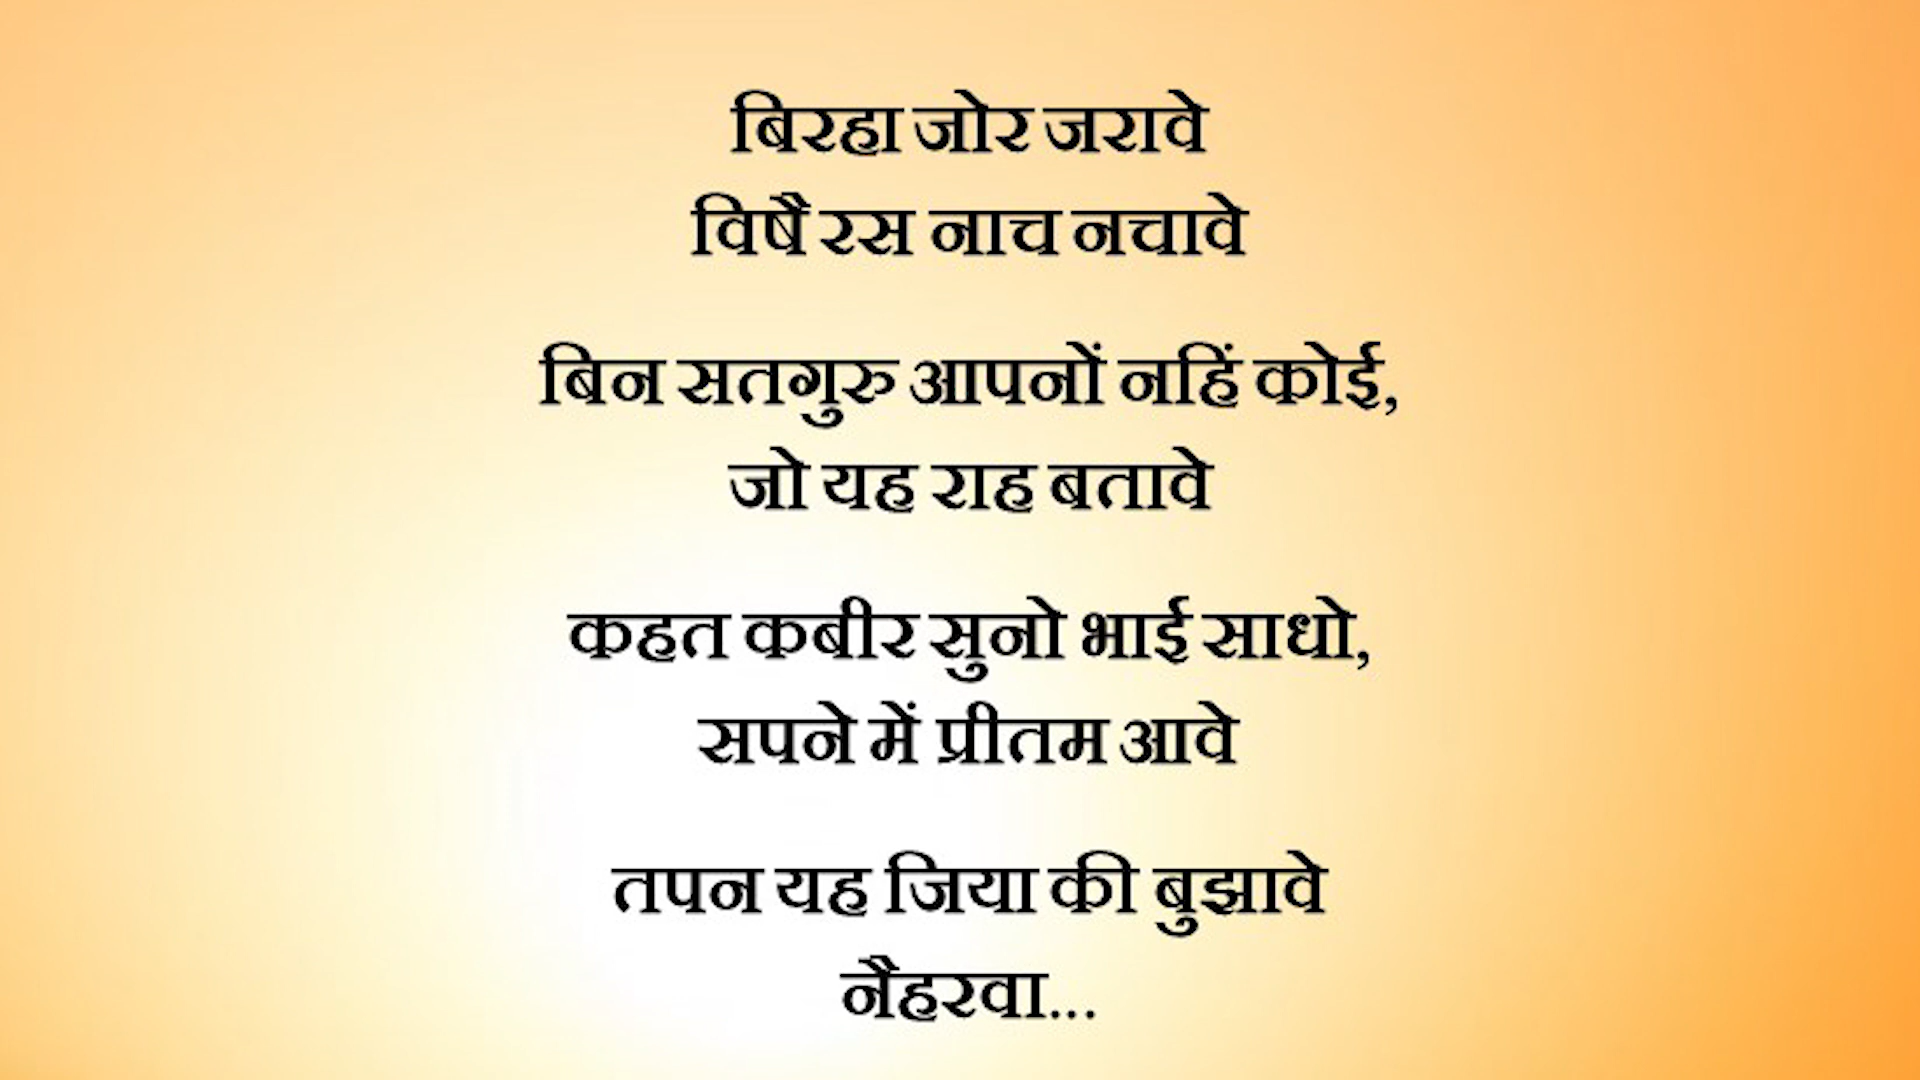 बिरहा जोर जरावे
विषै रस नाच नचावे
बिन सतगुरु आपनों नहिं कोई,
जो यह राह बतावे
कहत कबीर सुनो भाई साधो,
सपने में प्रीतम आवे
तपन यह जिया की बुझावे
नैहरवा...